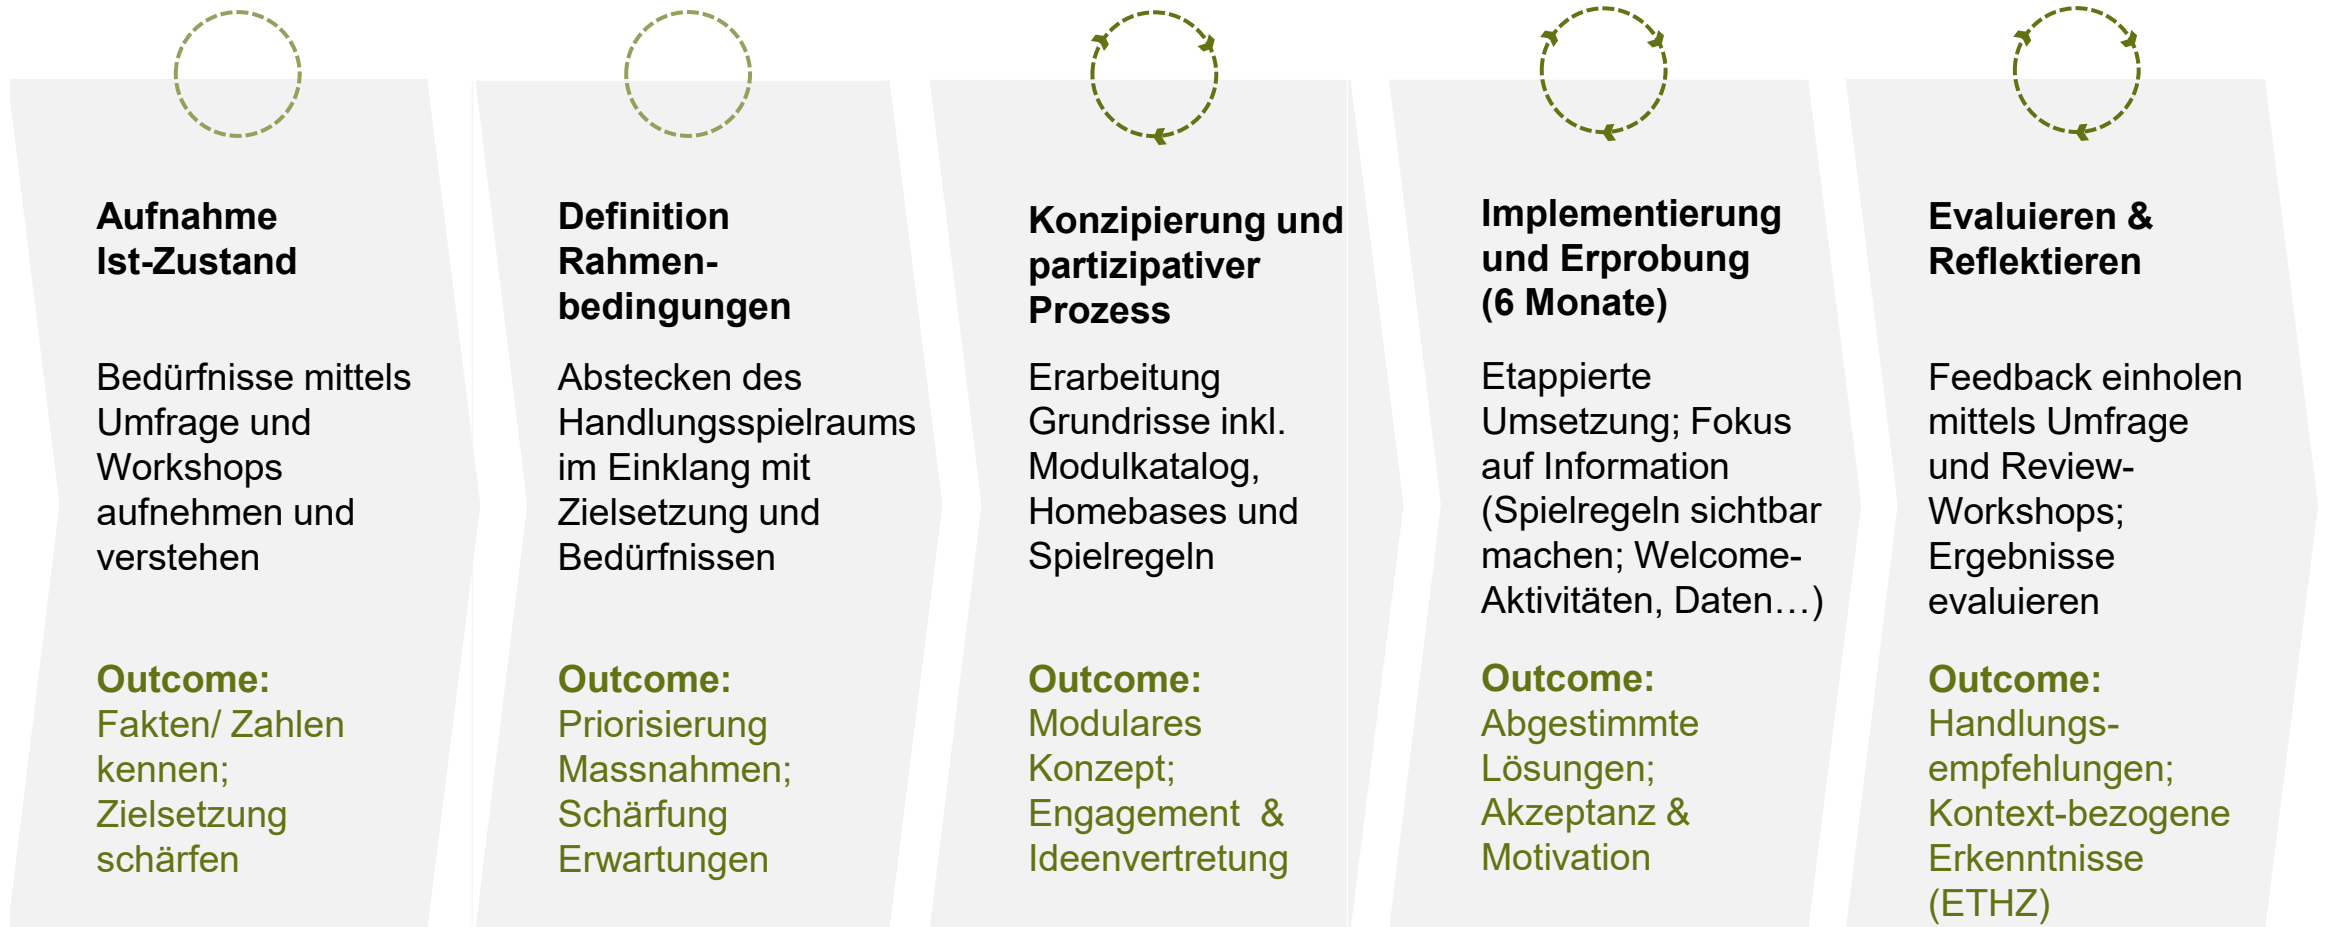 Aufnahme
Ist-Zustand
Bedürfnisse mittels
Umfrage und
Workshops
aufnehmen und
verstehen
Outcome:
Fakten/ Zahlen
kennen;
Zielsetzung
schärfen
Definition
Rahmen-
bedingungen
Abstecken des
Handlungsspielraums
im Einklang mit
Zielsetzung und
Bedürfnissen
Outcome:
Priorisierung
Massnahmen;
Schärfung
Erwartungen
Konzipierung und
partizipativer
Prozess
Erarbeitung
Grundrisse inkl.
Modulkatalog,
Homebases und
Spielregeln
Outcome:
Modulares
Konzept;
Engagement &
Ideenvertretung
Implementierung
und Erprobung
(6 Monate)
Etappierte
Umsetzung; Fokus
auf Information
(Spielregeln sichtbar
machen; Welcome-
Aktivitäten, Daten…)
Outcome:
Abgestimmte
Lösungen;
Akzeptanz &
Motivation
Evaluieren &
Reflektieren
Feedback einholen
mittels Umfrage
und Review-
Workshops;
Ergebnisse
evaluieren
Outcome:
Handlungs-
empfehlungen;
Kontext-bezogene
Erkenntnisse
(ETHZ)